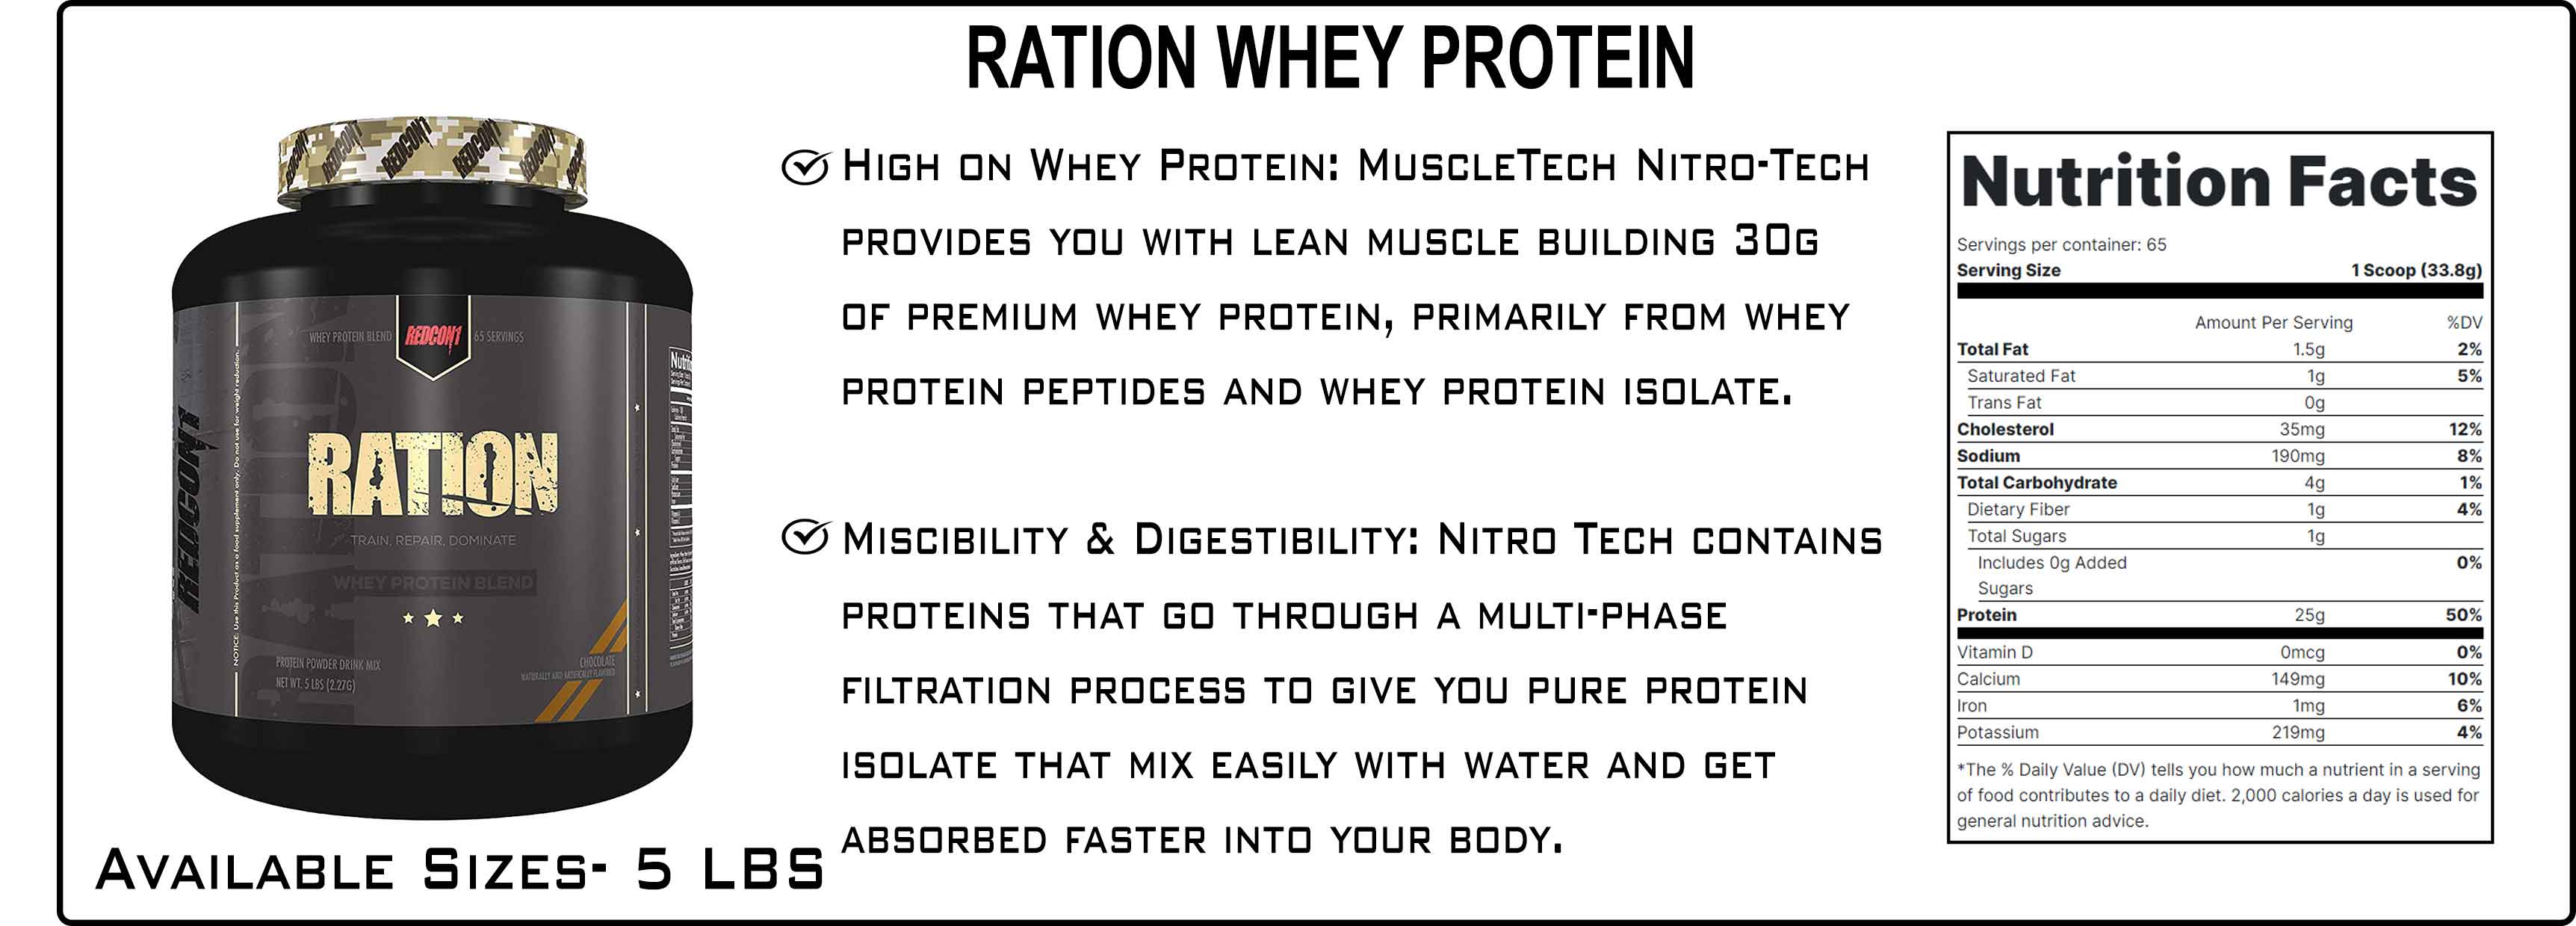 RATION WHEY PROTEIN
REDCON1 REDCON1 REDCON1 REDCON1
WHEY PROTEIN BLEND
REDCON1
65 SERVINGS
REDCON1
NOTICE: Use this Product as a food supplement only. Do not use for weight reduction.
RATION
TRAIN, REPAIR, DOMINATE
WHEY PROTEIN BLEND
PROTEIN POWDER DRINK MIX
NET WT. 5 LBS (2.27G)
CHOCOLATE
NATURALLY AND ARTIFICIALLY FLAVORED
Available Sizes- 5 LBS
High on Whey Protein: MuscleTech Nitro-Tech
provides you with lean muscle building 30g
of premium whey protein, primarily from whey
protein peptides and whey protein isolate.
Miscibility & Digestibility: Nitro Tech contains
proteins that go through a multi-phase
filtration process to give you pure protein
isolate that mix easily with water and get
absorbed faster into your body.
Nutrition Facts
Servings per container: 65
Serving Size 1 Scoop (33.8g)
Amount Per Serving %DV
Total Fat 1.5g 2%
Saturated Fat 1g 5%
Trans Fat 0g
Cholesterol 35mg 12%
Sodium 190mg 8%
Total Carbohydrate 4g 1%
Dietary Fiber 1g 4%
Total Sugars 1g
Includes 0g Added 0%
Sugars
Protein 25g 50%
Vitamin D 0mcg 0%
Calcium 149mg 10%
Iron 1mg 6%
Potassium 219mg 4%
*The % Daily Value (DV) tells you how much a nutrient in a serving
of food contributes to a daily diet. 2,000 calories a day is used for
general nutrition advice.